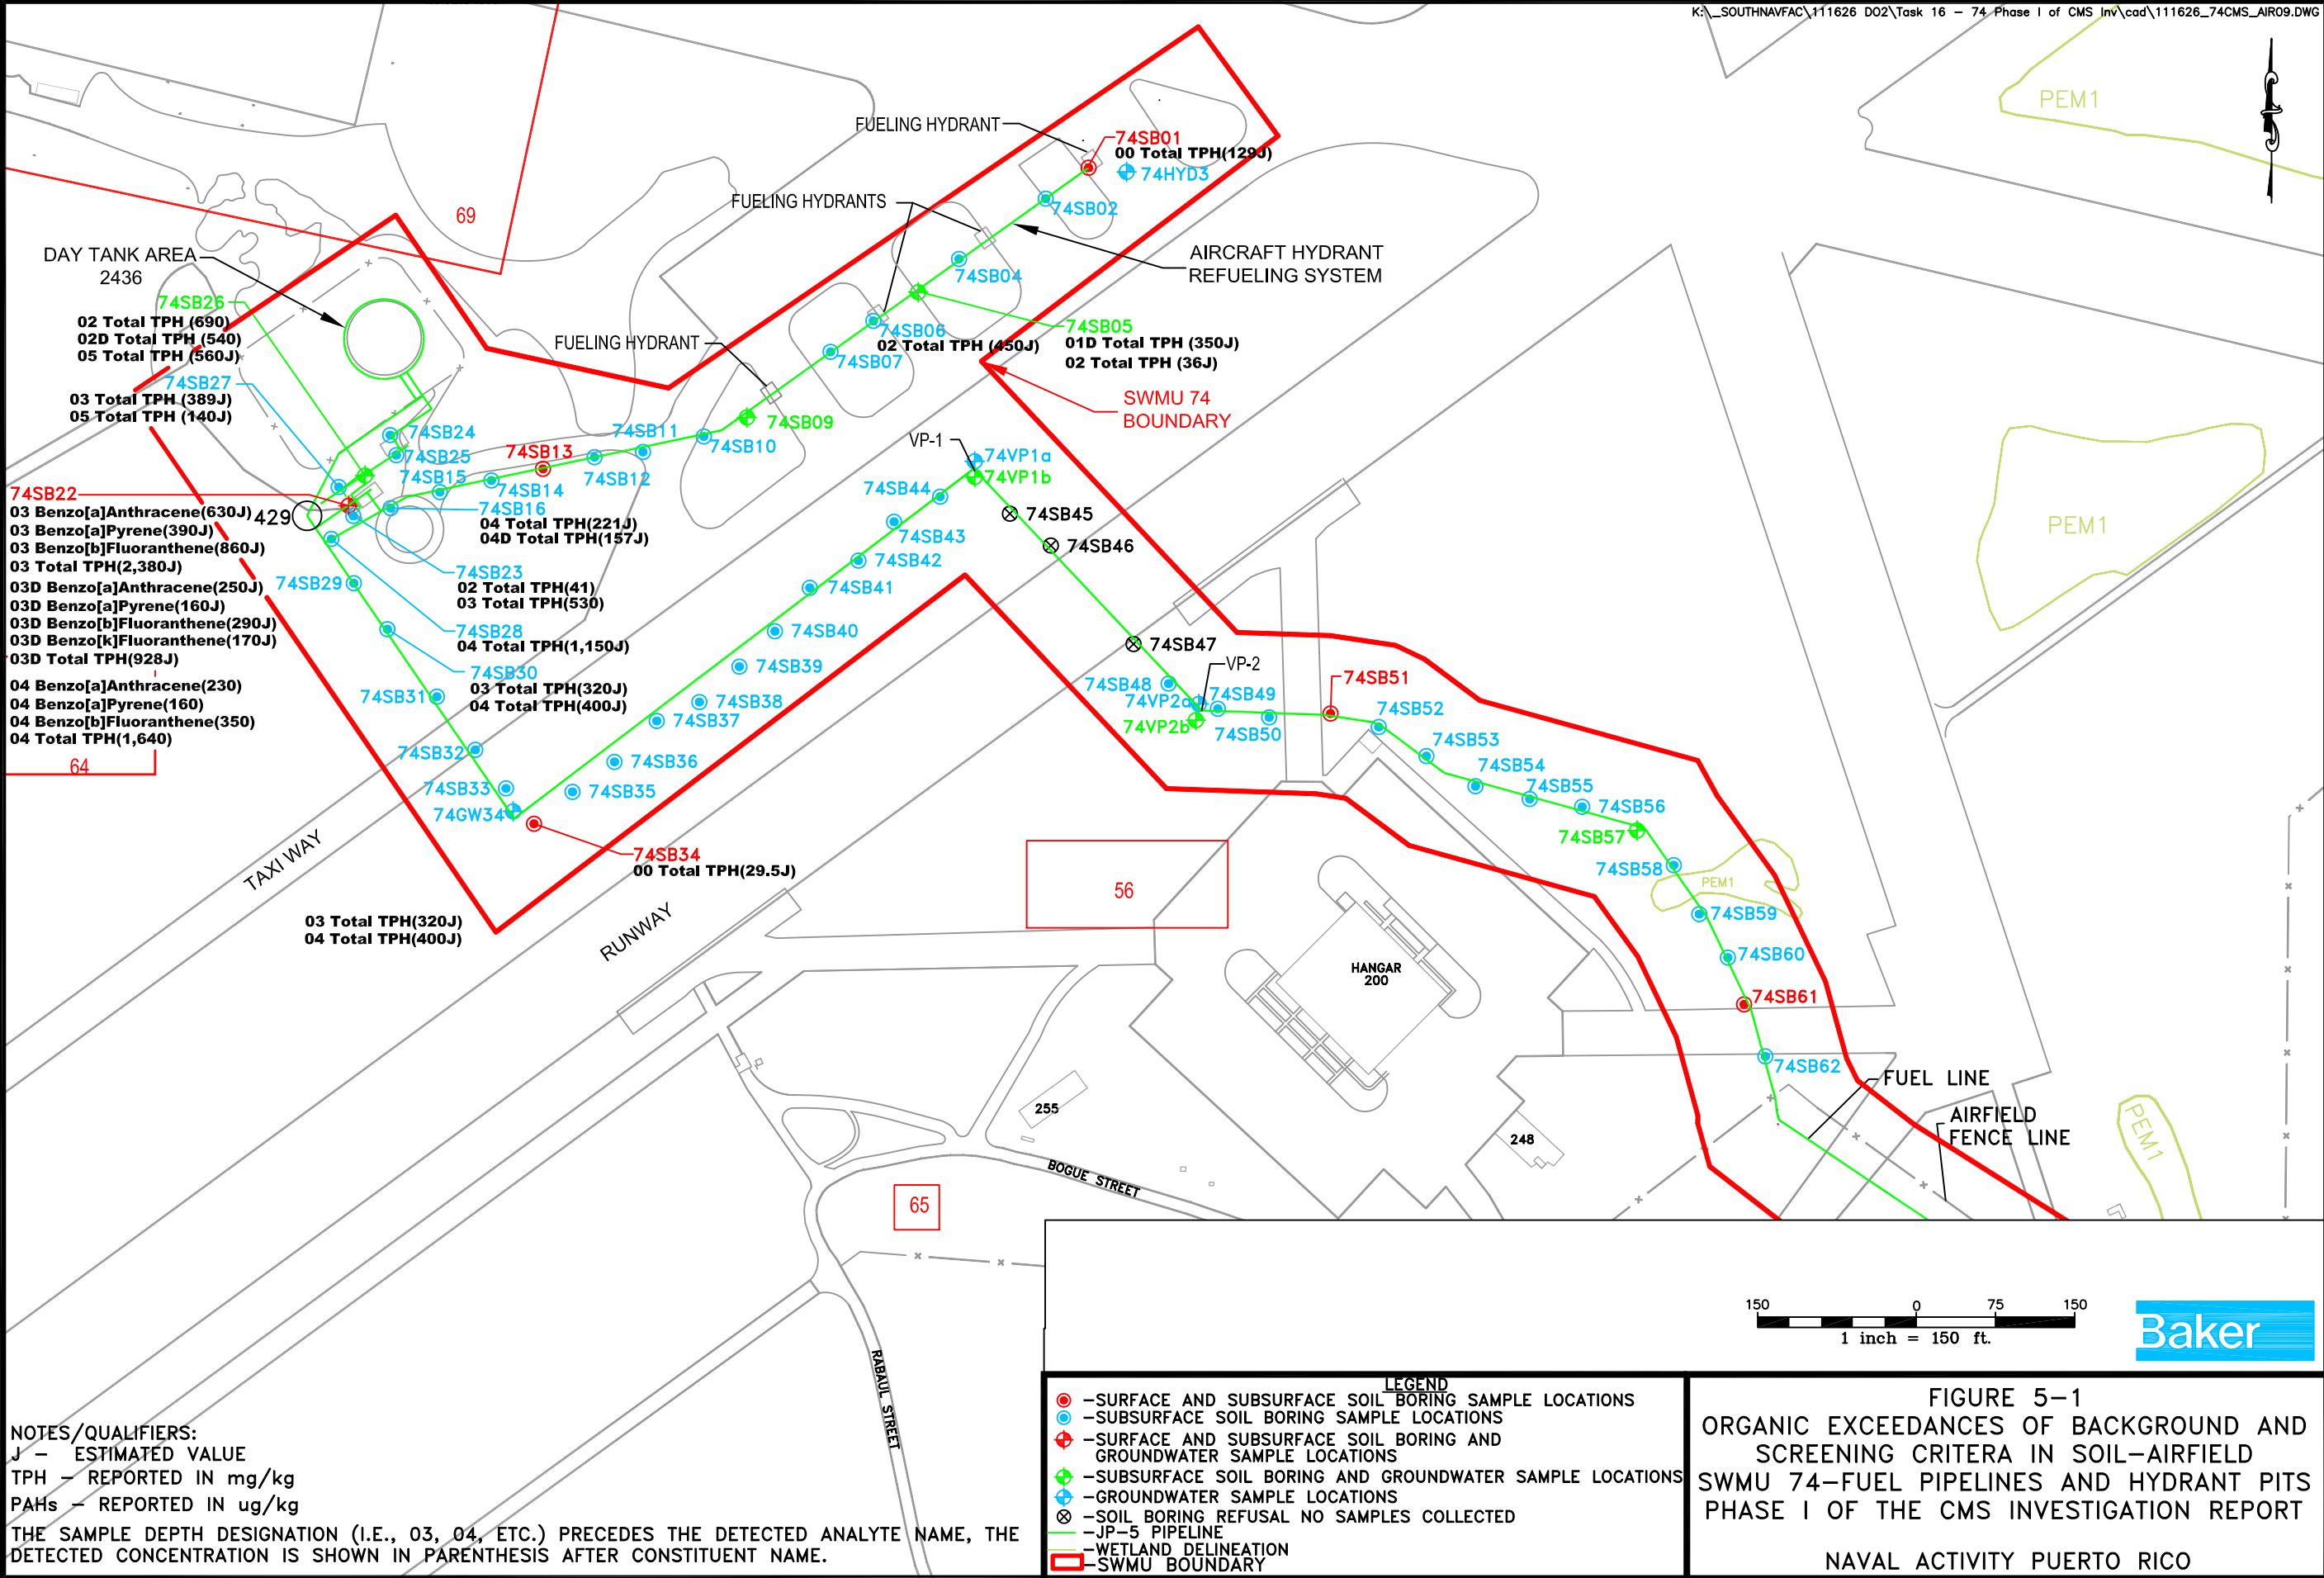 K:\_SOUTHNAVFAC\111626 DO2\Task 16 - 74 Phase I of CMS Inv\cad\111626_74CMS_AIR09.DWG
PEM1
FUELING HYDRANT
74SB01
00 Total TPH(129J)
74HYD3
69
FUELING HYDRANTS
74SB02
DAY TANK AREA
2436
AIRCRAFT HYDRANT
REFUELING SYSTEM
74SB04
74SB26
02 Total TPH (690)
02D Total TPH (540)
05 Total TPH (560J)
74SB05
01D Total TPH (350J)
02 Total TPH (36J)
74SB06
02 Total TPH (450J)
FUELING HYDRANT
74SB07
74SB27
03 Total TPH (389J)
05 Total TPH (140J)
SWMU 74
BOUNDARY
74SB09
74SB24
74SB11
74SB10
VP-1
74SB25
74SB13
74VP1a
74SB15
74SB12
74VP1b
74SB14
74SB44
74SB22
03 Benzo[a]Anthracene(630J)
03 Benzo[a]Pyrene(390J)
03 Benzo[b]Fluoranthene(860J)
03 Total TPH(2,380J)
03D Benzo[a]Anthracene(250J)
03D Benzo[a]Pyrene(160J)
03D Benzo[b]Fluoranthene(290J)
03D Benzo[k]Fluoranthene(170J)
03D Total TPH(928J)
04 Benzo[a]Anthracene(230)
04 Benzo[a]Pyrene(160)
04 Benzo[b]Fluoranthene(350)
04 Total TPH(1,640)
64
429
74SB16
04 Total TPH(221J)
04D Total TPH(157J)
74SB45
PEM1
74SB43
74SB46
74SB42
74SB23
02 Total TPH(41)
03 Total TPH(530)
74SB29
74SB41
74SB28
04 Total TPH(1,150J)
74SB40
74SB47
74SB30
03 Total TPH(320J)
04 Total TPH(400J)
74SB39
VP-2
74SB51
74SB48
74SB31
74SB38
74VP2a
74SB49
74SB37
74VP2b
74SB50
74SB52
74SB32
74SB36
74SB53
74SB33
74SB35
74SB54
74SB55
74SB56
74GW34
74SB57
74SB34
00 Total TPH(29.5J)
TAXI WAY
74SB58
PEM1
56
03 Total TPH(320J)
04 Total TPH(400J)
RUNWAY
74SB59
74SB60
HANGAR
200
74SB61
74SB62
FUEL LINE
255
AIRFIELD
FENCE LINE
248
PEM1
BOGUE STREET
65
150 0 75 150
1 inch = 150 ft.
Baker
RABAUL STREET
NOTES/QUALIFIERS:
J - ESTIMATED VALUE
TPH - REPORTED IN mg/kg
PAHs - REPORTED IN ug/kg
THE SAMPLE DEPTH DESIGNATION (I.E., 03, 04, ETC.) PRECEDES THE DETECTED ANALYTE NAME, THE
DETECTED CONCENTRATION IS SHOWN IN PARENTHESIS AFTER CONSTITUENT NAME.
LEGEND
-SURFACE AND SUBSURFACE SOIL BORING SAMPLE LOCATIONS
-SUBSURFACE SOIL BORING SAMPLE LOCATIONS
-SURFACE AND SUBSURFACE SOIL BORING AND
GROUNDWATER SAMPLE LOCATIONS
-SUBSURFACE SOIL BORING AND GROUNDWATER SAMPLE LOCATIONS
-GROUNDWATER SAMPLE LOCATIONS
-SOIL BORING REFUSAL NO SAMPLES COLLECTED
-JP-5 PIPELINE
-WETLAND DELINEATION
-SWMU BOUNDARY
FIGURE 5-1
ORGANIC EXCEEDANCES OF BACKGROUND AND
SCREENING CRITERA IN SOIL-AIRFIELD
SWMU 74-FUEL PIPELINES AND HYDRANT PITS
PHASE I OF THE CMS INVESTIGATION REPORT
NAVAL ACTIVITY PUERTO RICO